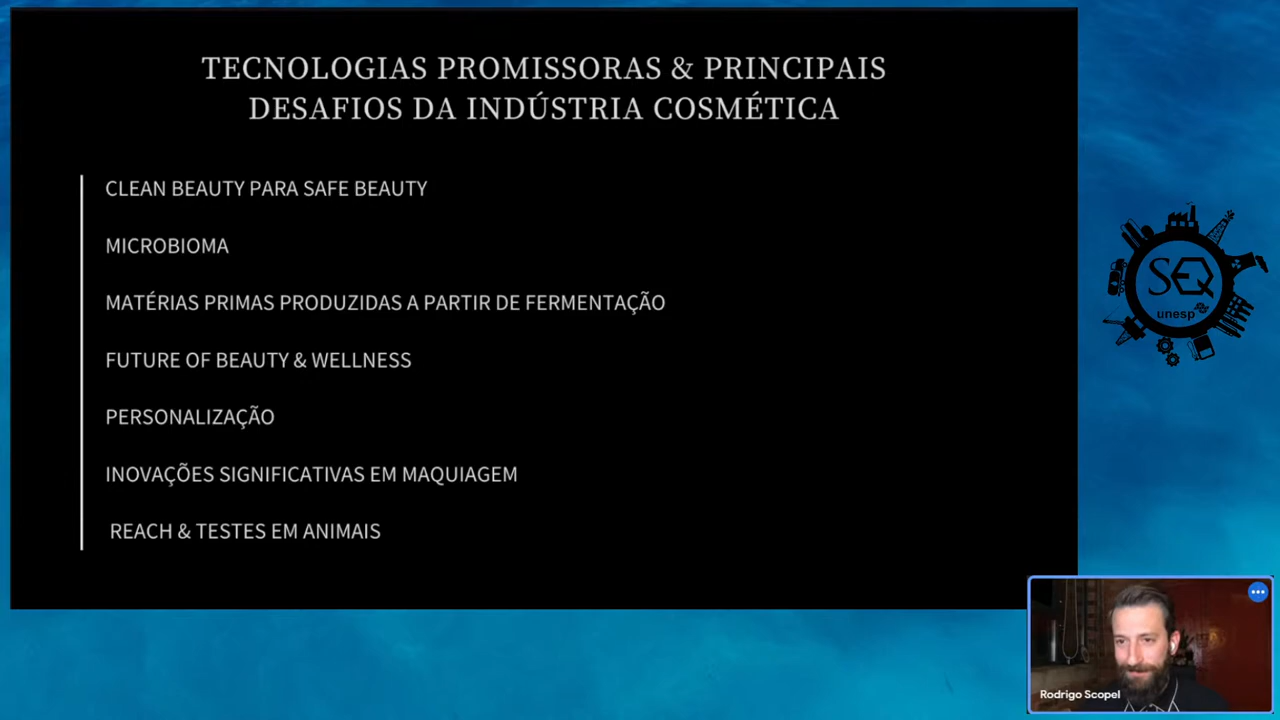 TECNOLOGIAS PROMISSORAS & PRINCIPAIS
DESAFIOS DA INDÚSTRIA COSMÉTICA
CLEAN BEAUTY PARA SAFE BEAUTY
MICROBIOMA
MATÉRIAS PRIMAS PRODUZIDAS A PARTIR DE FERMENTAÇÃO
FUTURE OF BEAUTY & WELLNESS
PERSONALIZAÇÃO
INOVAÇÕES SIGNIFICATIVAS EM MAQUIAGEM
REACH & TESTES EM ANIMAIS
SEQ
unesp
Rodrigo Scopel